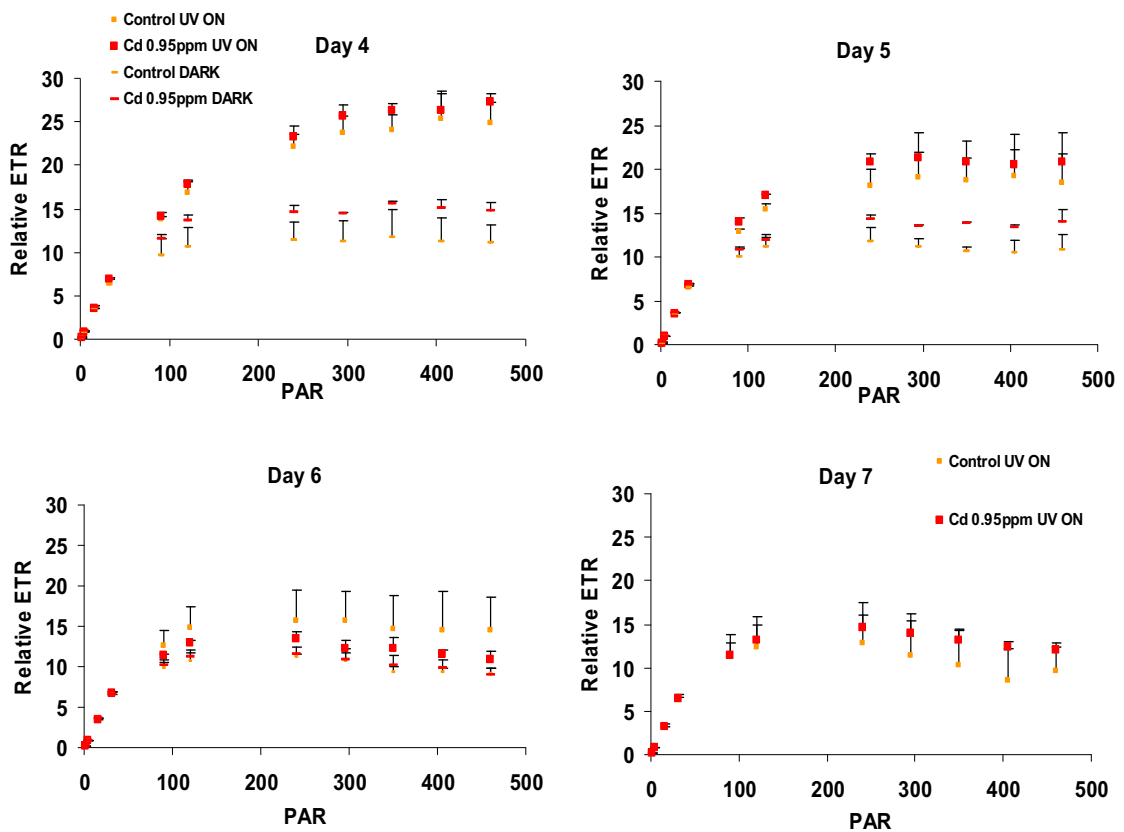 Control UV ON
Cd 0.95ppm UV ON
Control DARK
Cd 0.95ppm DARK
Day 4
30
25
20
15
10
5
0
Relative ETR
0 100 200 300 400 500
PAR
Day 5
30
25
20
15
10
5
0
Relative ETR
0 100 200 300 400 500
PAR
Day 6
30
25
20
15
10
5
0
Relative ETR
0 100 200 300 400 500
PAR
Day 7
Control UV ON
Cd 0.95ppm UV ON
30
25
20
15
10
5
0
Relative ETR
0 100 200 300 400 500
PAR